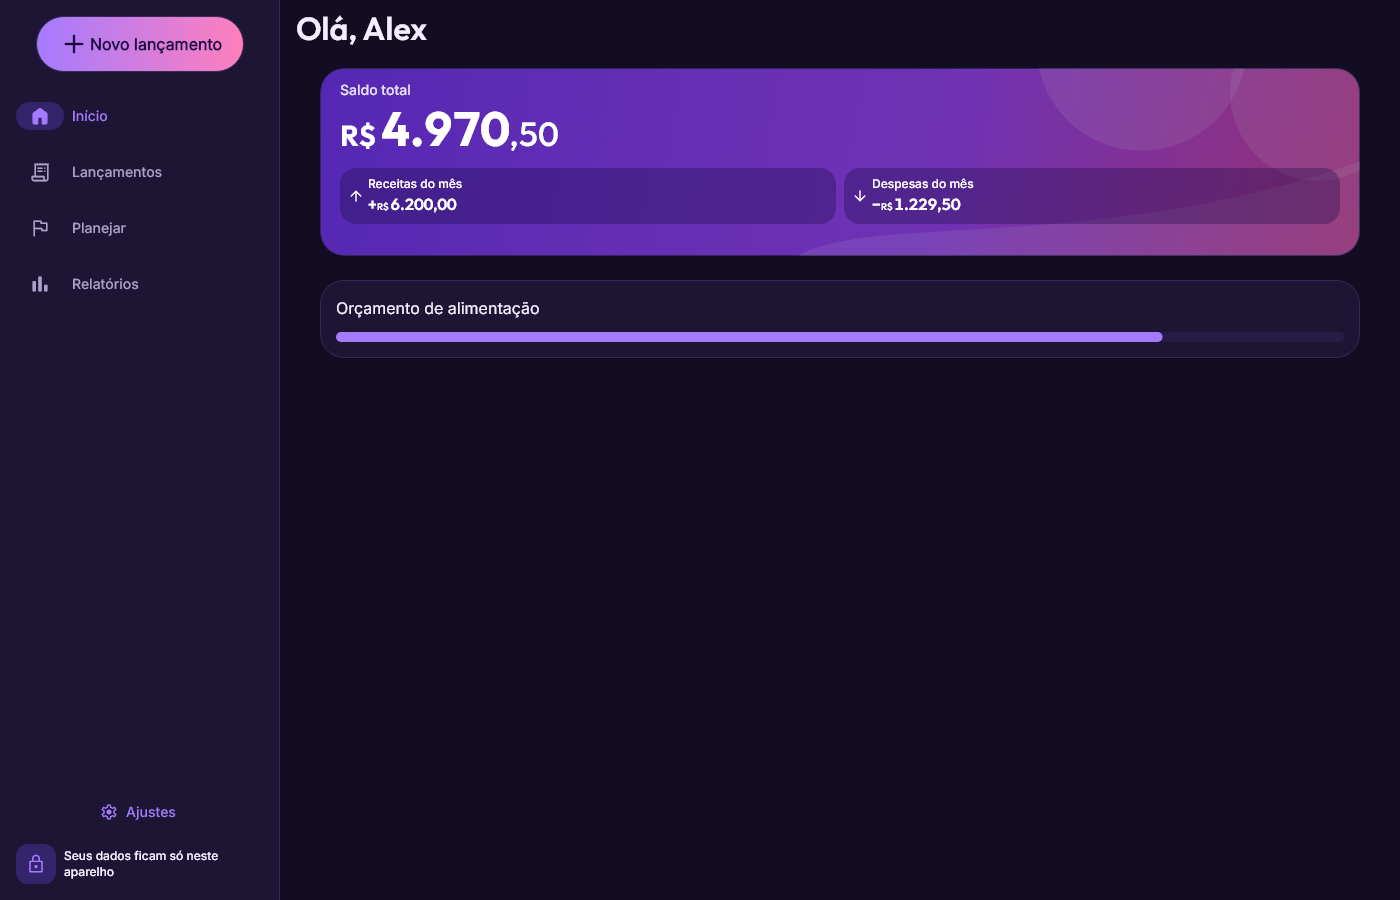 Novo lançamento
Início
Lançamentos
Planejar
Relatórios
Ajustes
Seus dados ficam só neste
aparelho
Olá, Alex
Saldo total
R$ 4.970,50
Receitas do mês
+R$ 6.200,00
Despesas do mês
−R$ 1.229,50
Orçamento de alimentação